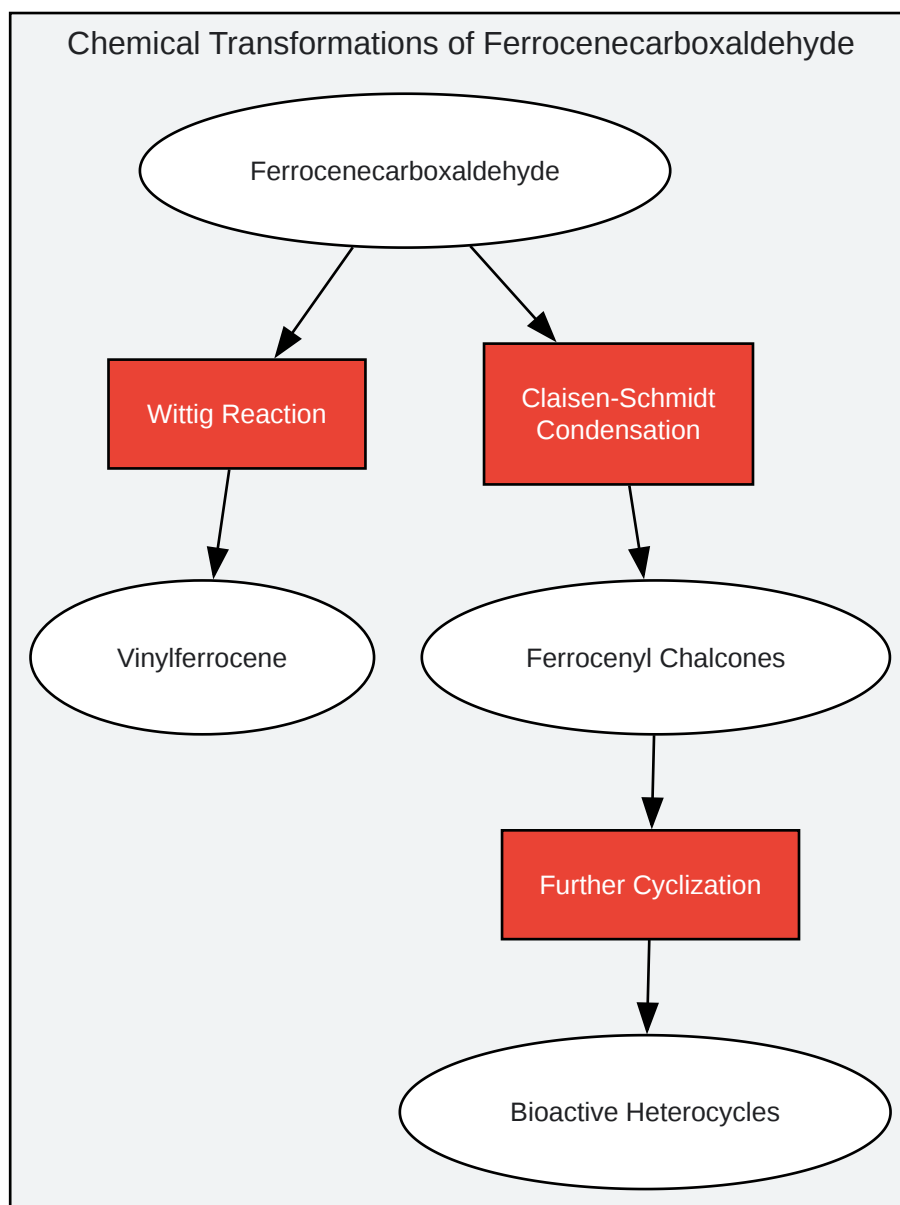 Chemical Transformations of Ferrocenecarboxaldehyde
Ferrocenecarboxaldehyde
Wittig Reaction
Claisen-Schmidt
Condensation
Vinylferrocene
Ferrocenyl Chalcones
Further Cyclization
Bioactive Heterocycles